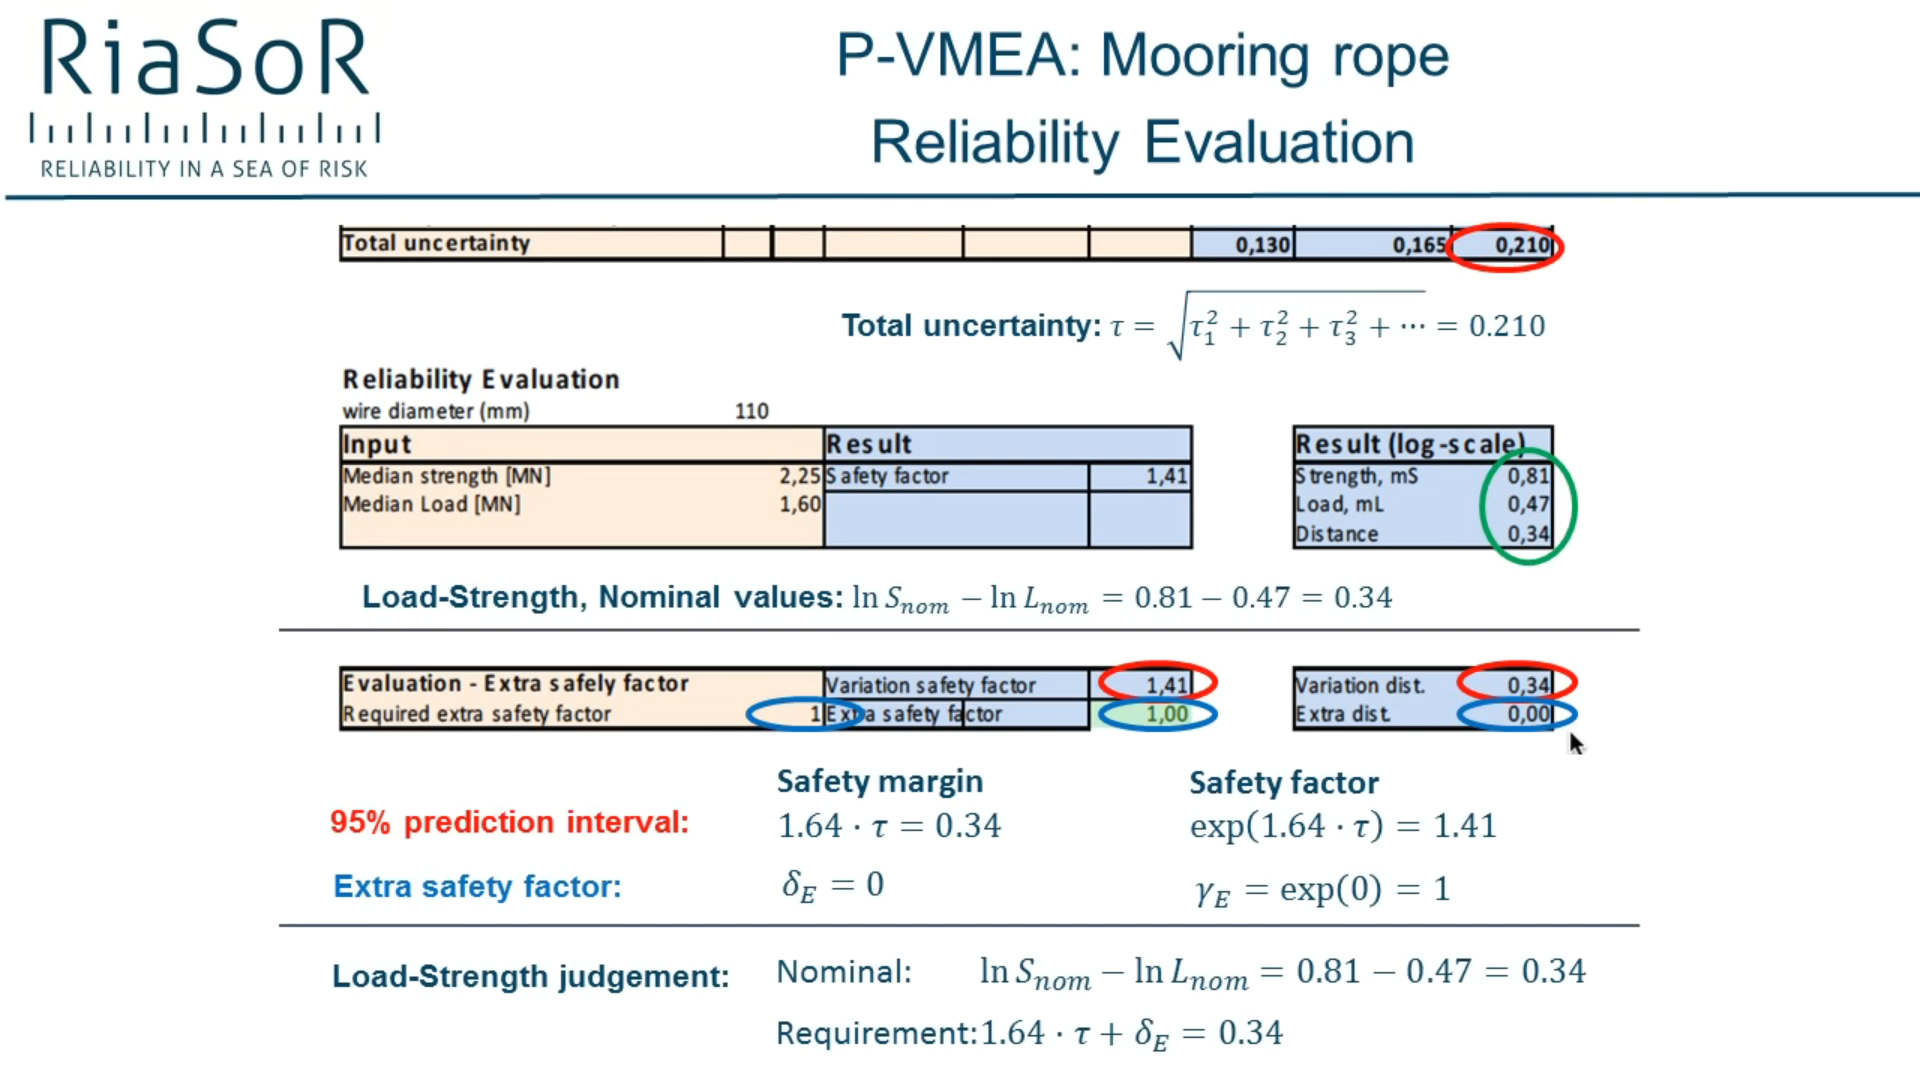 RiaSoR
RELIABILITY IN A SEA OF RISK
P-VMEA: Mooring rope
Reliability Evaluation
Total uncertainty 0,130 0,165 0,210
Total uncertainty: τ = √(τ₁² + τ₂² + τ₃² + ⋯) = 0.210
Reliability Evaluation
wire diameter (mm) 110
Input Result Result (log-scale)
Median strength [MN] 2,25 Safety factor 1,41 Strength, mS 0,81
Median Load [MN] 1,60 Load, mL 0,47
Distance 0,34
Load-Strength, Nominal values: ln S_nom − ln L_nom = 0.81 − 0.47 = 0.34
Evaluation - Extra safely factor Variation safety factor 1,41 Variation dist. 0,34
Required extra safety factor 1 Extra safety factor 1,00 Extra dist. 0,00
Safety margin Safety factor
95% prediction interval: 1.64 · τ = 0.34 exp(1.64 · τ) = 1.41
Extra safety factor: δ_E = 0 γ_E = exp(0) = 1
Load-Strength judgement: Nominal: ln S_nom − ln L_nom = 0.81 − 0.47 = 0.34
Requirement: 1.64 · τ + δ_E = 0.34